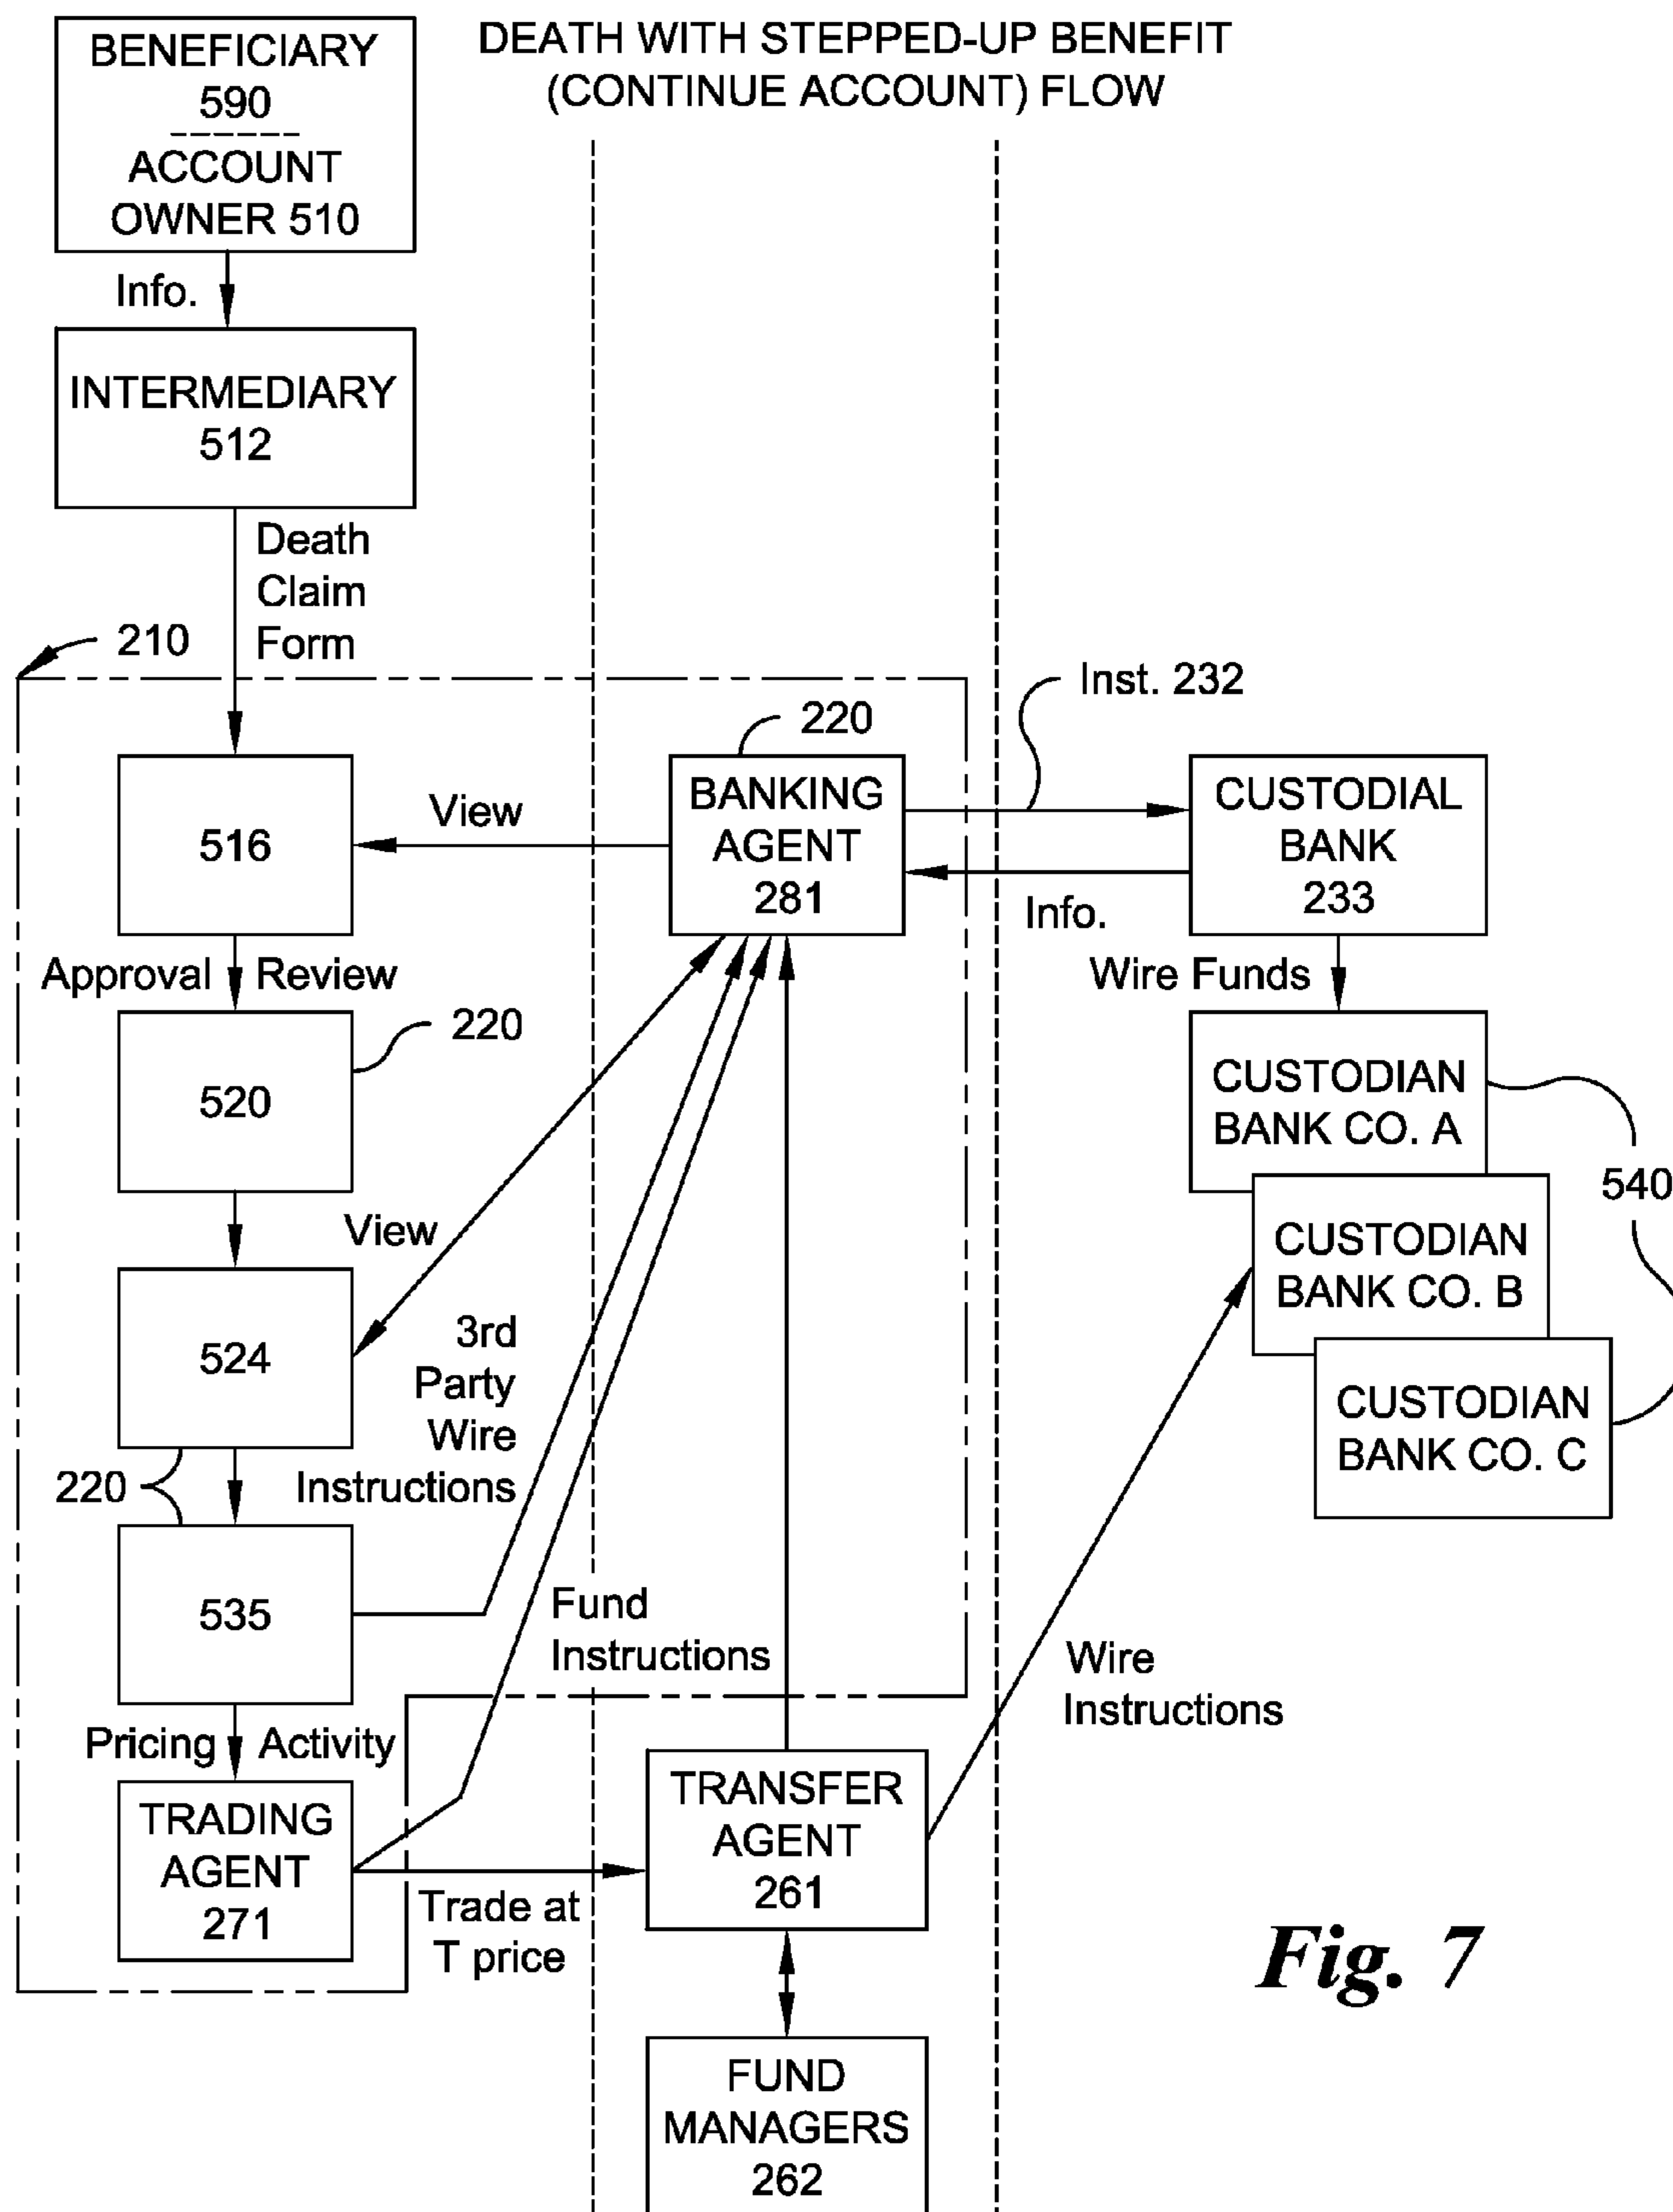 DEATH WITH STEPPED-UP BENEFIT
(CONTINUE ACCOUNT) FLOW
BENEFICIARY
590
ACCOUNT
OWNER 510
Info.
INTERMEDIARY
512
Death
Claim
Form
210
516
View
220
BANKING
AGENT
281
Inst. 232
CUSTODIAL
BANK
233
Info.
Approval
Review
Wire Funds
520
220
CUSTODIAN
BANK CO. A
CUSTODIAN
BANK CO. B
CUSTODIAN
BANK CO. C
540
View
524
3rd
Party
Wire
Instructions
220
535
Fund
Instructions
Wire
Instructions
Pricing
Activity
TRADING
AGENT
271
Trade at
T price
TRANSFER
AGENT
261
FUND
MANAGERS
262
Fig. 7